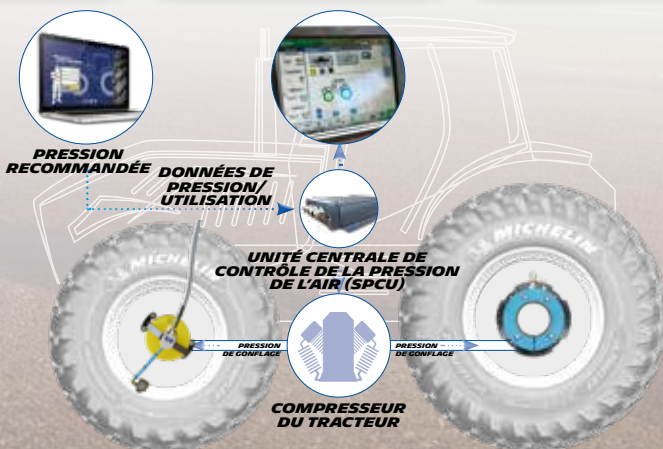 PRESSION
RECOMMANDÉE
DONNÉES DE
PRESSION/
UTILISATION
UNITÉ CENTRALE DE
CONTRÔLE DE LA PRESSION
DE L'AIR (SPCU)
MICHELIN
MICHELIN
PRESSION
DE GONFLAGE
PRESSION
DE GONFLAGE
COMPRESSEUR
DU TRACTEUR